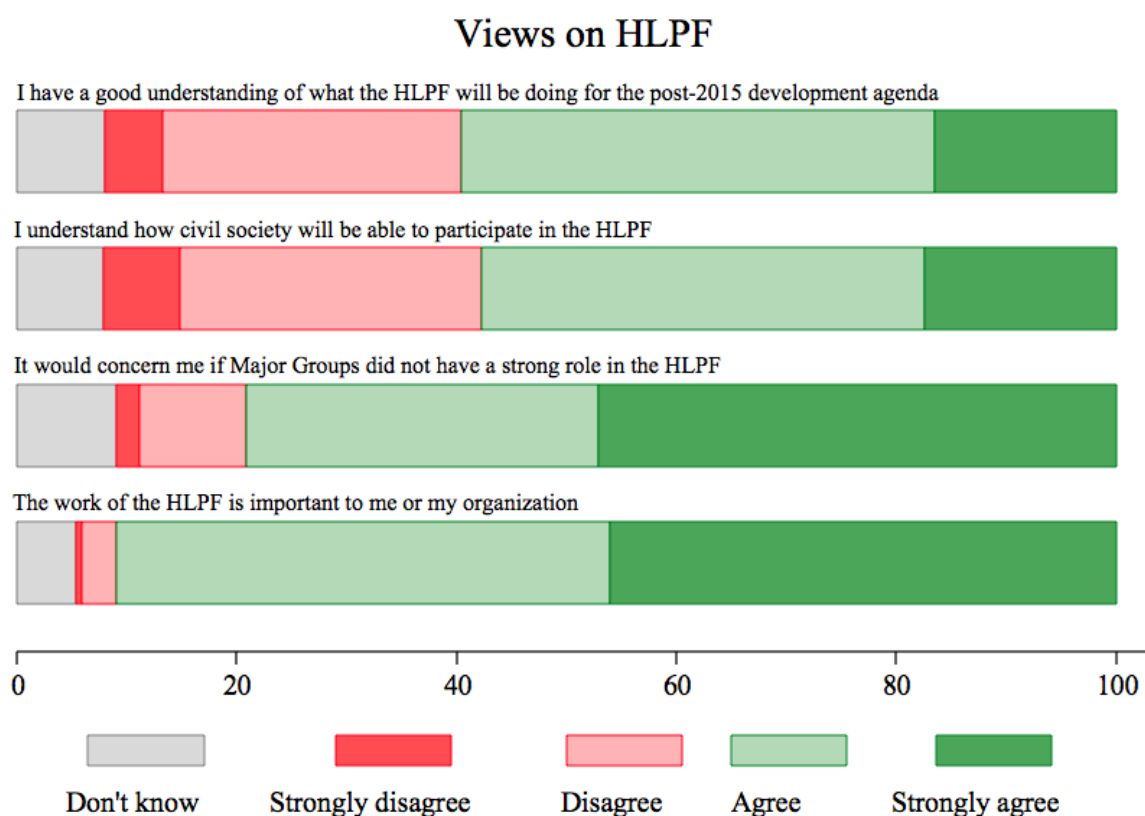 Views on HLPF
I have a good understanding of what the HLPF will be doing for the post-2015 development agenda
I understand how civil society will be able to participate in the HLPF
It would concern me if Major Groups did not have a strong role in the HLPF
The work of the HLPF is important to me or my organization
0 20 40 60 80 100
Don't know Strongly disagree Disagree Agree Strongly agree